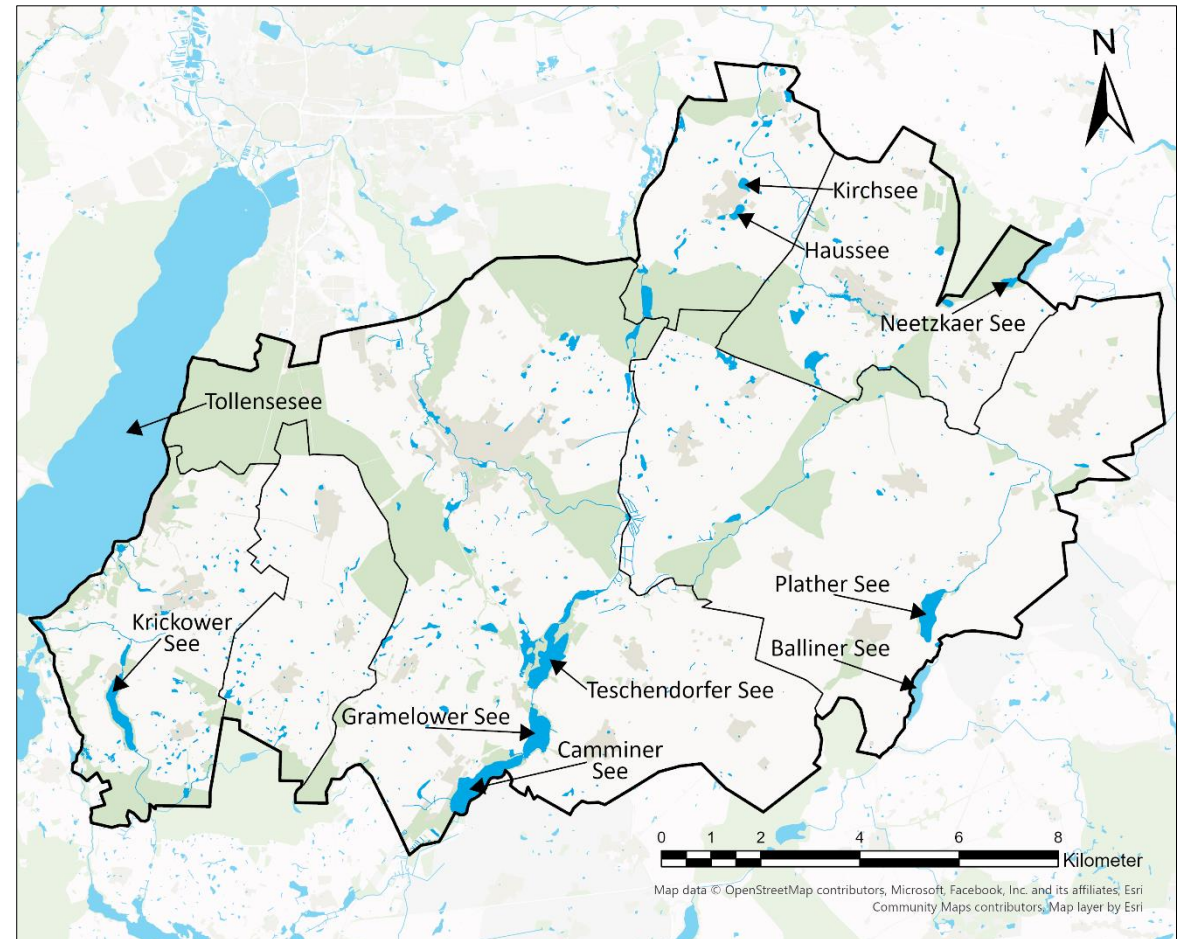 N
Kirchsee
Haussee
Neetzkaer See
Tollensesee
Plather See
Krickower
See
Balliner See
Teschendorfer See
Gramelower See
Camminer
See
0 1 2 4 6 8
Kilometer
Map data © OpenStreetMap contributors, Microsoft, Facebook, Inc. and its affiliates, Esri
Community Maps contributors, Map layer by Esri